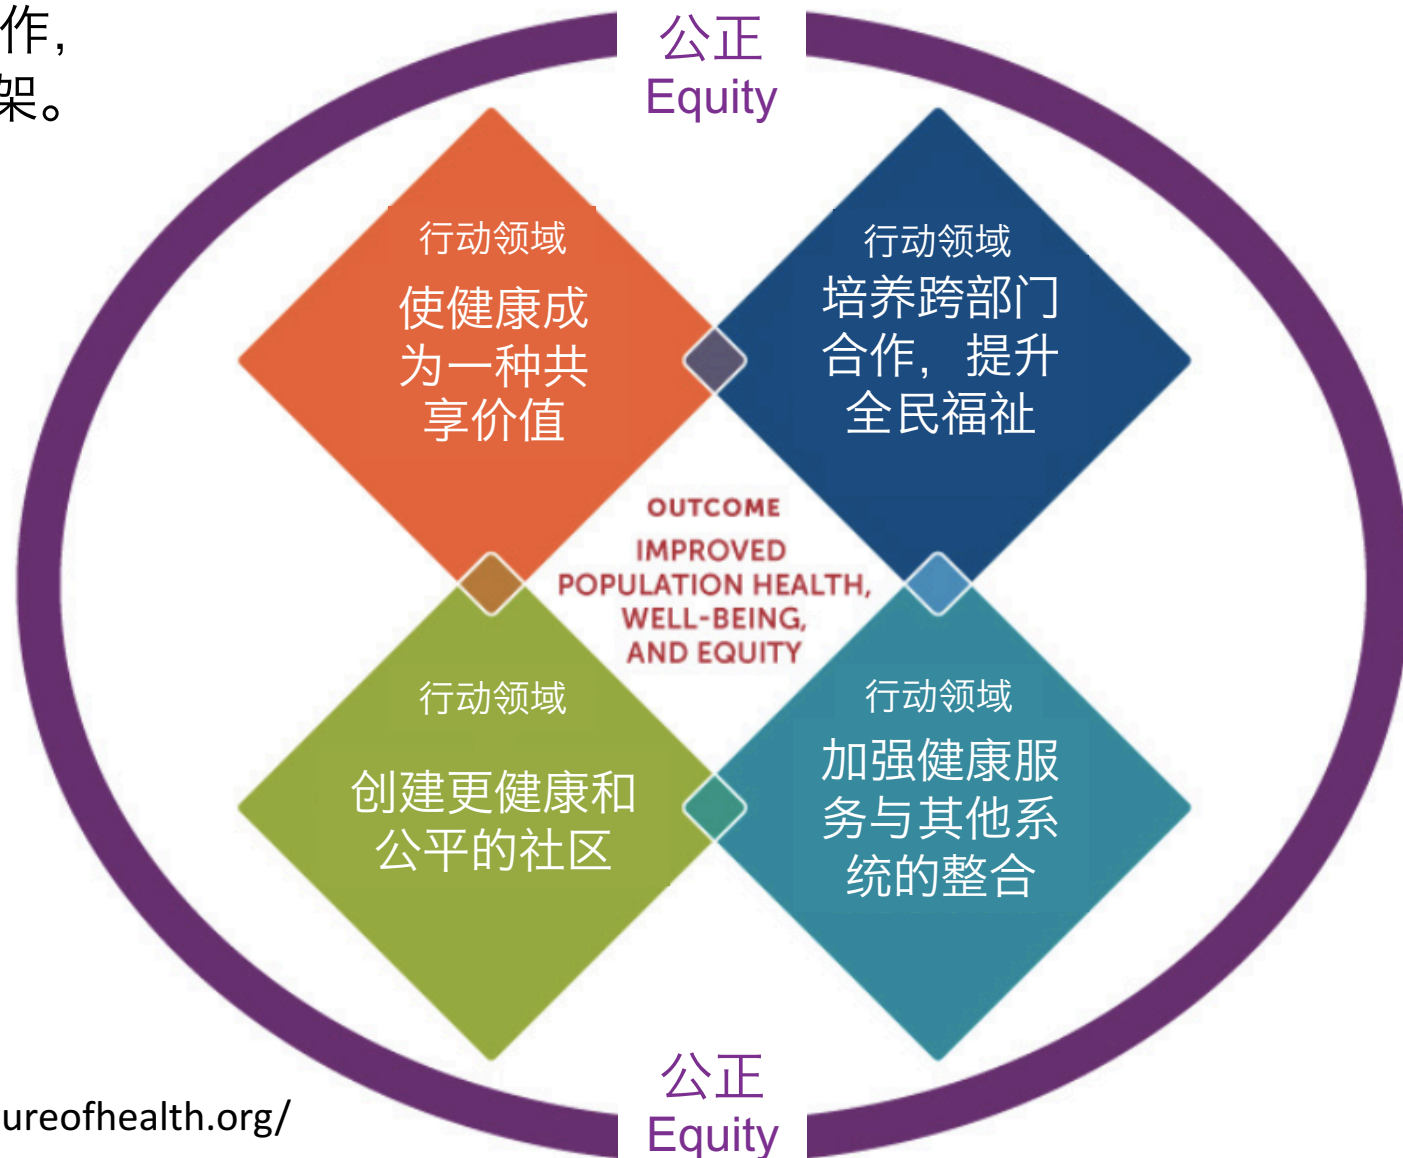 作，
架。
公正
Equity
行动领域
使健康成
为一种共
享价值
行动领域
培养跨部门
合作，提升
全民福祉
OUTCOME
IMPROVED
POPULATION HEALTH,
WELL-BEING,
AND EQUITY
行动领域
创建更健康和
公平的社区
行动领域
加强健康服
务与其他系
统的整合
公正
Equity
ureofhealth.org/